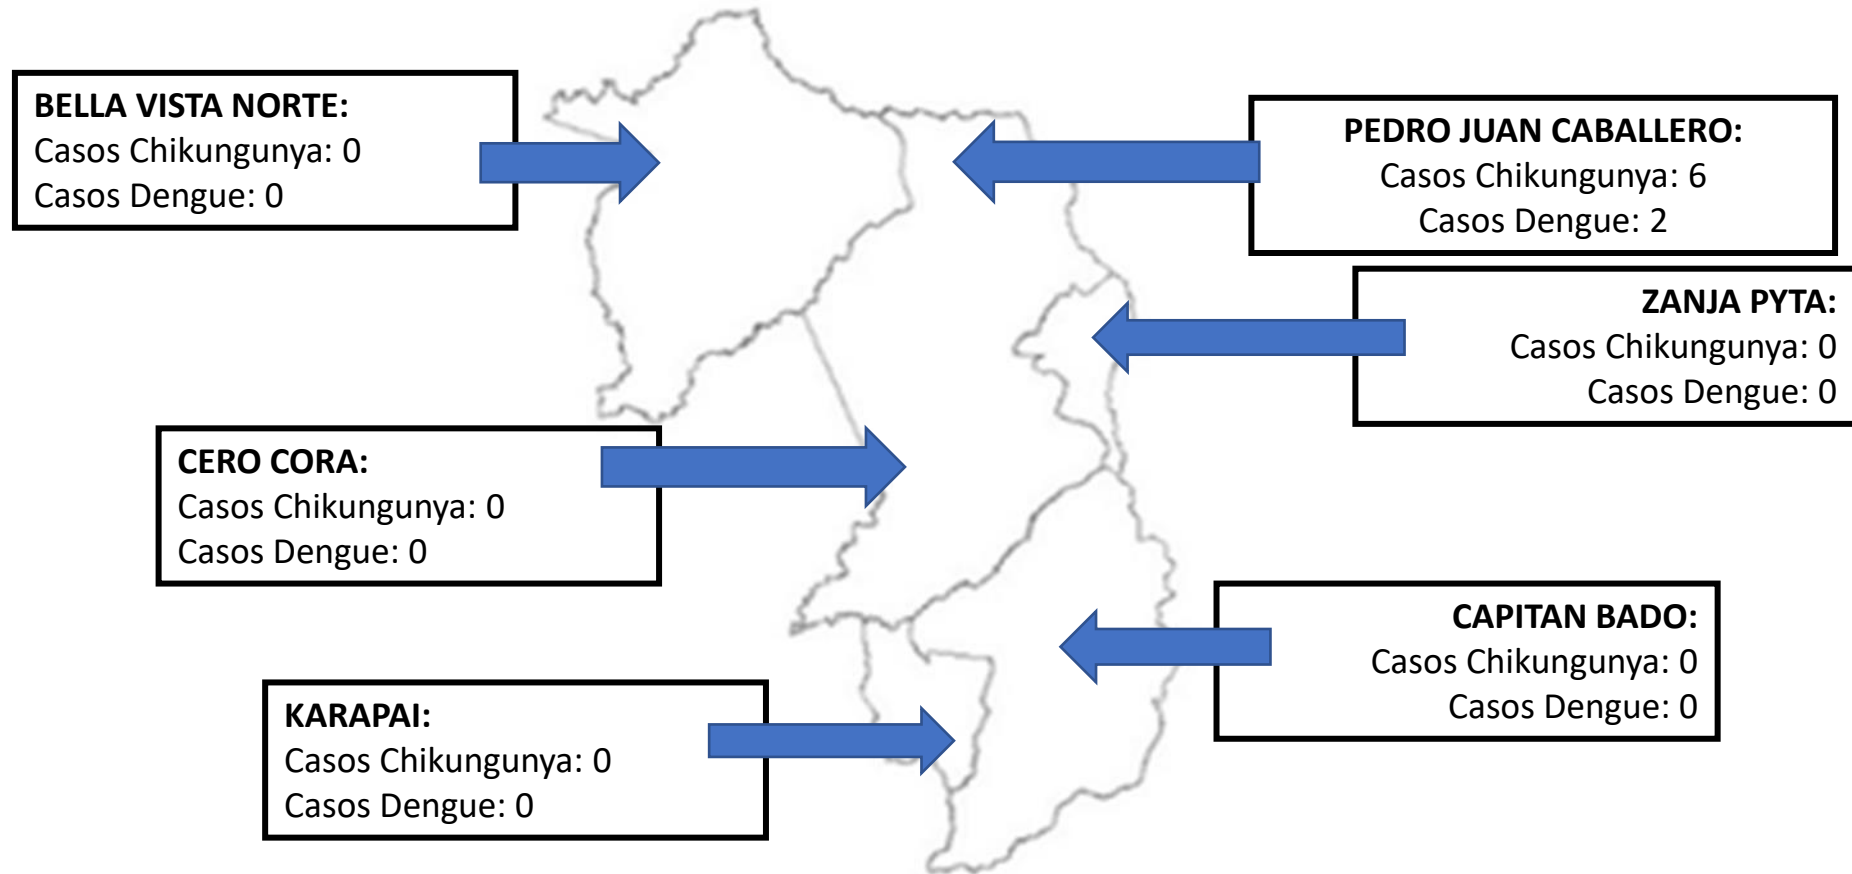 BELLA VISTA NORTE:
Casos Chikungunya: 0
Casos Dengue: 0
PEDRO JUAN CABALLERO:
Casos Chikungunya: 6
Casos Dengue: 2
ZANJA PYTA:
Casos Chikungunya: 0
Casos Dengue: 0
CERO CORA:
Casos Chikungunya: 0
Casos Dengue: 0
CAPITAN BADO:
Casos Chikungunya: 0
Casos Dengue: 0
KARAPAI:
Casos Chikungunya: 0
Casos Dengue: 0